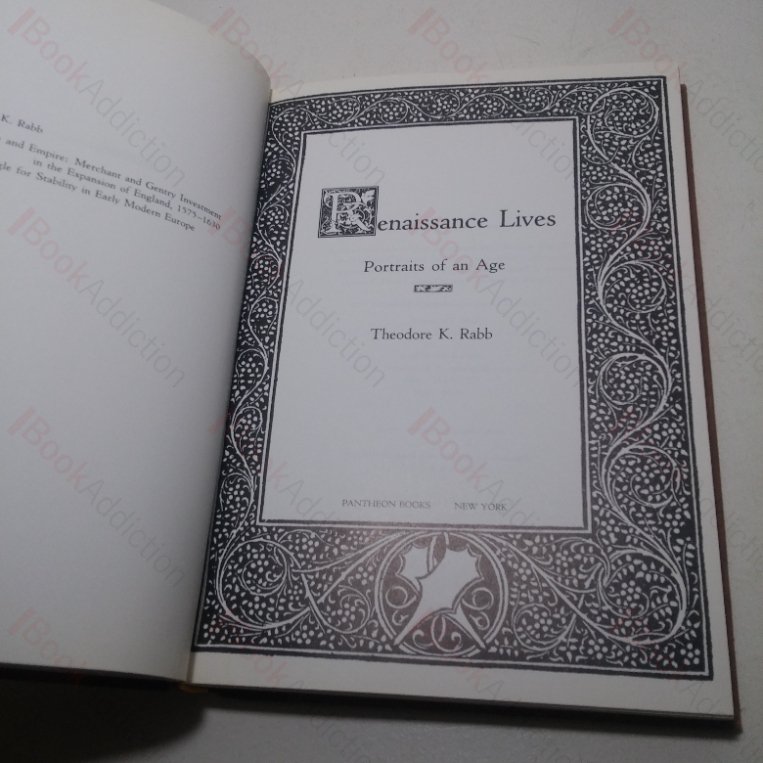 K. Rabb
and Empire: Merchant and Gentry Investment
in the Expansion of England, 1575–1630
for Stability in Early Modern Europe
Renaissance Lives
Portraits of an Age
Theodore K. Rabb
PANTHEON BOOKS NEW YORK
BookAddiction